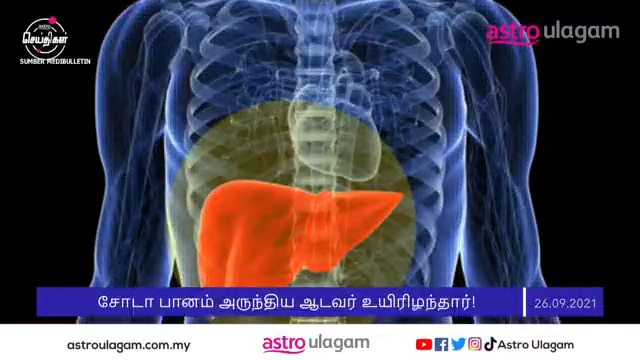 astro
செய்திகள்
SUMBER MEDIBULLETIN
astro ulagam
சோடா பானம் அருந்திய ஆடவர் உயிரிழந்தார்!
26.09.2021
astroulagam.com.my
astro ulagam
Astro Ulagam